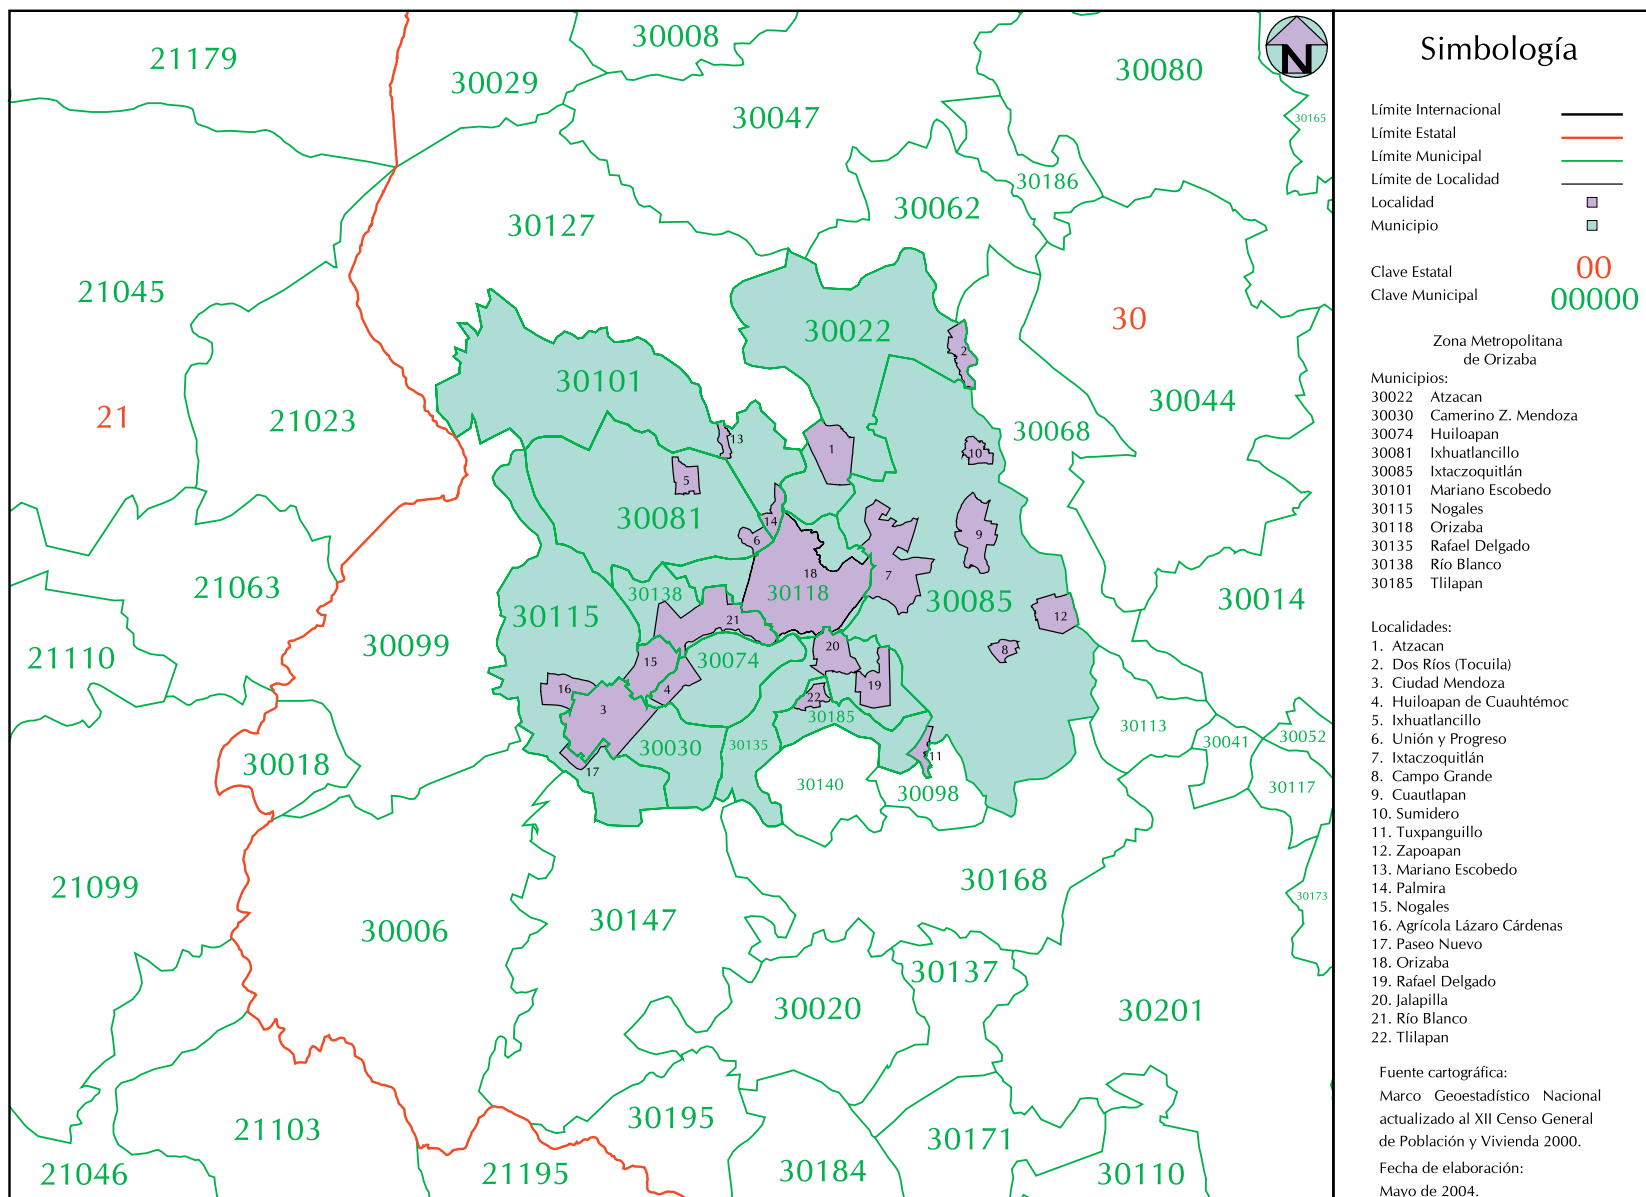 30008
21179
30029
30080
30047
30165
30186
30062
30127
21045
30
30022
30101
30044
21023
21
30068
30081
21063
30138
30118
30085
30014
30115
30099
21110
30074
30185
30113
30041
30052
30030
30135
30018
30140
30098
30117
30168
21099
30173
30147
30006
30137
30020
30201
30195
21103
30171
21046
21195
30184
30110
1
2
3
4
5
6
7
8
9
10
11
12
13
14
15
16
17
18
19
20
21
22
N
Simbología
Límite Internacional
Límite Estatal
Límite Municipal
Límite de Localidad
Localidad
Municipio
Clave Estatal 00
Clave Municipal 00000
Zona Metropolitana
de Orizaba
Municipios:
30022 Atzacan
30030 Camerino Z. Mendoza
30074 Huiloapan
30081 Ixhuatlancillo
30085 Ixtaczoquitlán
30101 Mariano Escobedo
30115 Nogales
30118 Orizaba
30135 Rafael Delgado
30138 Río Blanco
30185 Tlilapan
Localidades:
1. Atzacan
2. Dos Ríos (Tocuila)
3. Ciudad Mendoza
4. Huiloapan de Cuauhtémoc
5. Ixhuatlancillo
6. Unión y Progreso
7. Ixtaczoquitlán
8. Campo Grande
9. Cuautlapan
10. Sumidero
11. Tuxpanguillo
12. Zapoapan
13. Mariano Escobedo
14. Palmira
15. Nogales
16. Agrícola Lázaro Cárdenas
17. Paseo Nuevo
18. Orizaba
19. Rafael Delgado
20. Jalapilla
21. Río Blanco
22. Tlilapan
Fuente cartográfica:
Marco Geoestadístico Nacional
actualizado al XII Censo General
de Población y Vivienda 2000.
Fecha de elaboración:
Mayo de 2004.